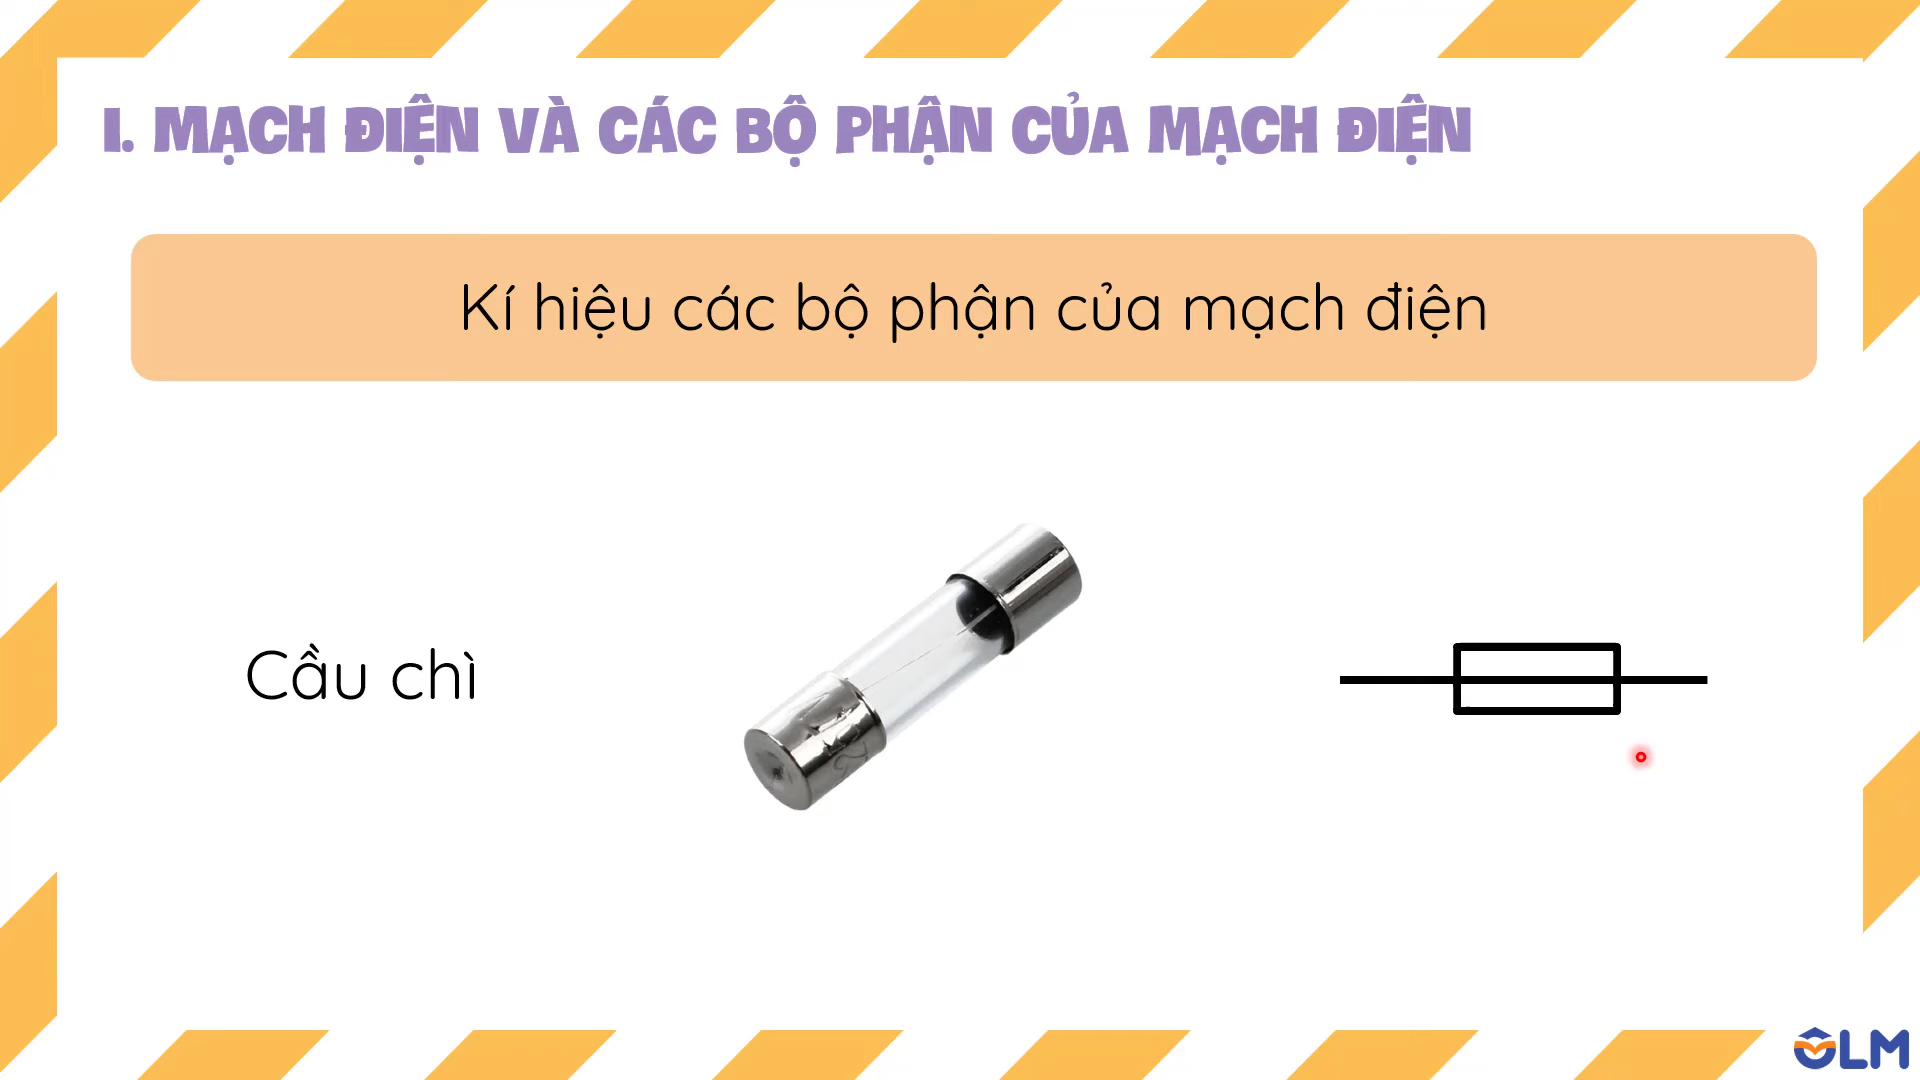 I. MẠCH ĐIỆN VÀ CÁC BỘ PHẬN CỦA MẠCH ĐIỆN
Kí hiệu các bộ phận của mạch điện
Cầu chì
OLM